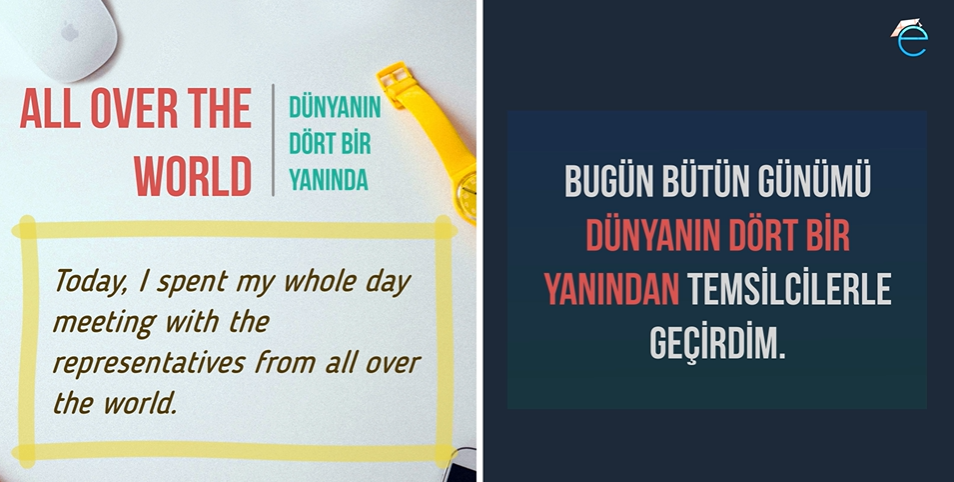 ALL OVER THE
WORLD
DÜNYANIN
DÖRT BİR
YANINDA
Today, I spent my whole day
meeting with the
representatives from all over
the world.
BUGÜN BÜTÜN GÜNÜMÜ
DÜNYANIN DÖRT BİR
YANINDAN TEMSİLCİLERLE
GEÇİRDİM.